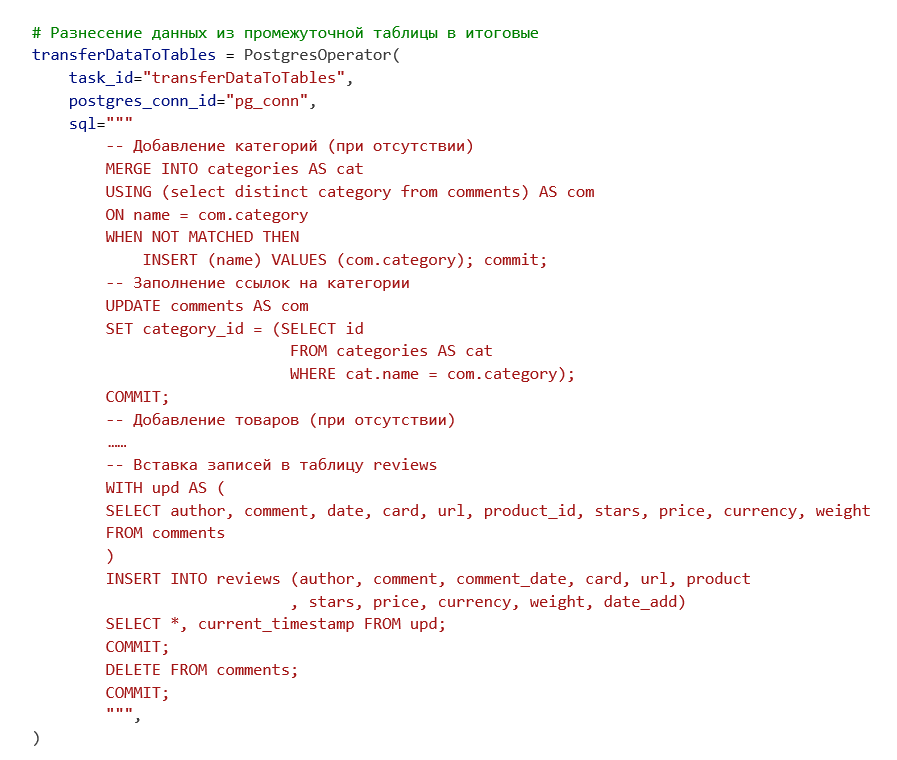 # Разнесение данных из промежуточной таблицы в итоговые
transferDataToTables = PostgresOperator(
    task_id="transferDataToTables",
    postgres_conn_id="pg_conn",
    sql="""
        -- Добавление категорий (при отсутствии)
        MERGE INTO categories AS cat
        USING (select distinct category from comments) AS com
        ON name = com.category
        WHEN NOT MATCHED THEN
            INSERT (name) VALUES (com.category); commit;
        -- Заполнение ссылок на категории
        UPDATE comments AS com
        SET category_id = (SELECT id
                            FROM categories AS cat
                            WHERE cat.name = com.category);
        COMMIT;
        -- Добавление товаров (при отсутствии)
        ……
        -- Вставка записей в таблицу reviews
        WITH upd AS (
        SELECT author, comment, date, card, url, product_id, stars, price, currency, weight
        FROM comments
        )
        INSERT INTO reviews (author, comment, comment_date, card, url, product
                              , stars, price, currency, weight, date_add)
        SELECT *, current_timestamp FROM upd;
        COMMIT;
        DELETE FROM comments;
        COMMIT;
        """,
)